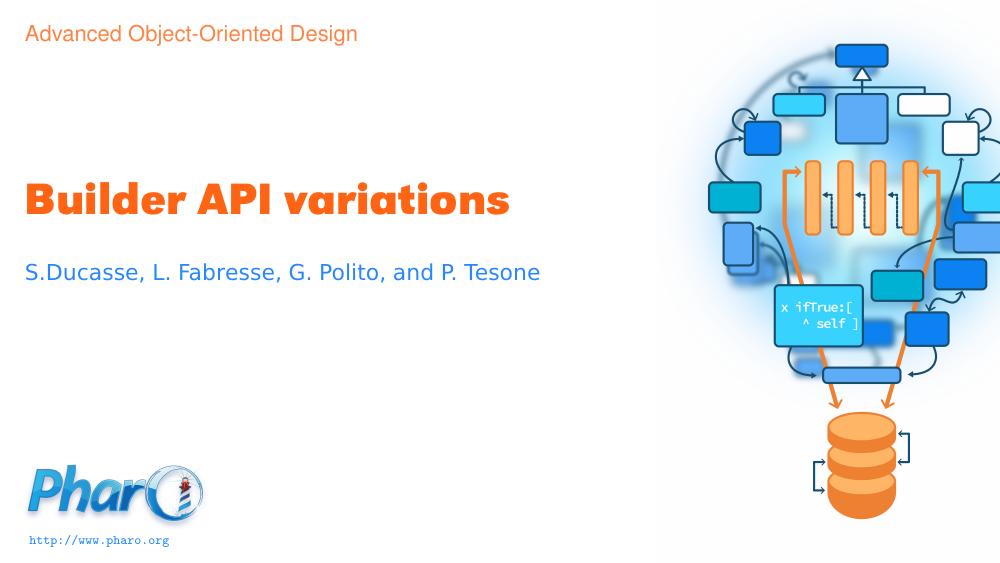 Advanced Object-Oriented Design
Builder API variations
S.Ducasse, L. Fabresse, G. Polito, and P. Tesone
x ifTrue:[
^ self ]
Pharo
http://www.pharo.org